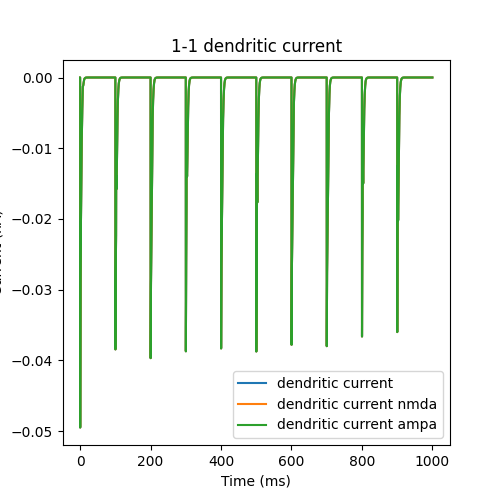 1-1 dendritic current
0.00
−0.01
−0.02
−0.03
−0.04
−0.05
dendritic current
dendritic current nmda
dendritic current ampa
0 200 400 600 800 1000
Time (ms)